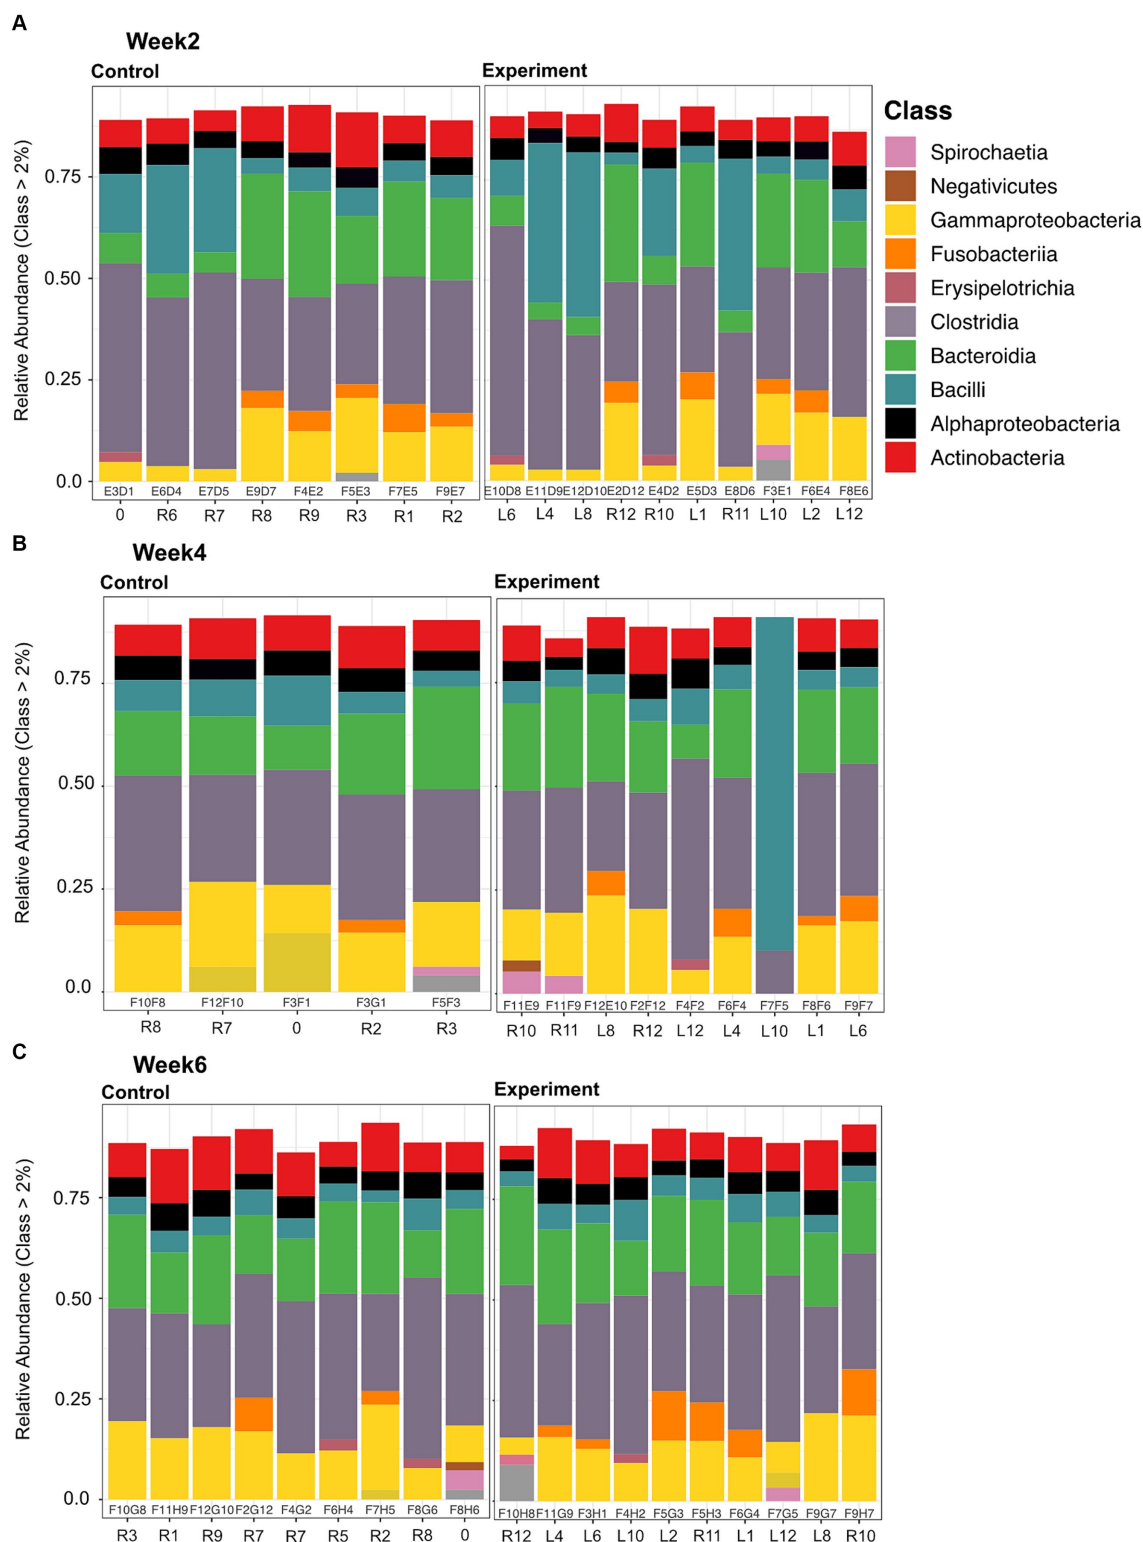 A
Week2
Control
Experiment
Relative Abundance (Class > 2%)
0.75
0.50
0.25
0.0
E3D1 E6D4 E7D5 E9D7 F4E2 F5E3 F7E5 F9E7
0 R6 R7 R8 R9 R3 R1 R2
E10D8 E11D9 E12D10 E2D12 E4D2 E5D3 E8D6 F3E1 F6E4 F8E6
L6 L4 L8 R12 R10 L1 R11 L10 L2 L12
Class
Spirochaetia
Negativicutes
Gammaproteobacteria
Fusobacteriia
Erysipelotrichia
Clostridia
Bacteroidia
Bacilli
Alphaproteobacteria
Actinobacteria
B
Week4
Control
Experiment
Relative Abundance (Class > 2%)
0.75
0.50
0.25
0.0
F10F8 F12F10 F3F1 F3G1 F5F3
R8 R7 0 R2 R3
F11E9 F11F9 F12E10 F2F12 F4F2 F6F4 F7F5 F8F6 F9F7
R10 R11 L8 R12 L12 L4 L10 L1 L6
C
Week6
Control
Experiment
Relative Abundance (Class > 2%)
0.75
0.50
0.25
0.0
F10G8 F11H9 F12G10 F2G12 F4G2 F6H4 F7H5 F8G6 F8H6
R3 R1 R9 R7 R7 R5 R2 R8 0
F10H8 F11G9 F3H1 F4H2 F5G3 F5H3 F6G4 F7G5 F9G7 F9H7
R12 L4 L6 L10 L2 R11 L1 L12 L8 R10